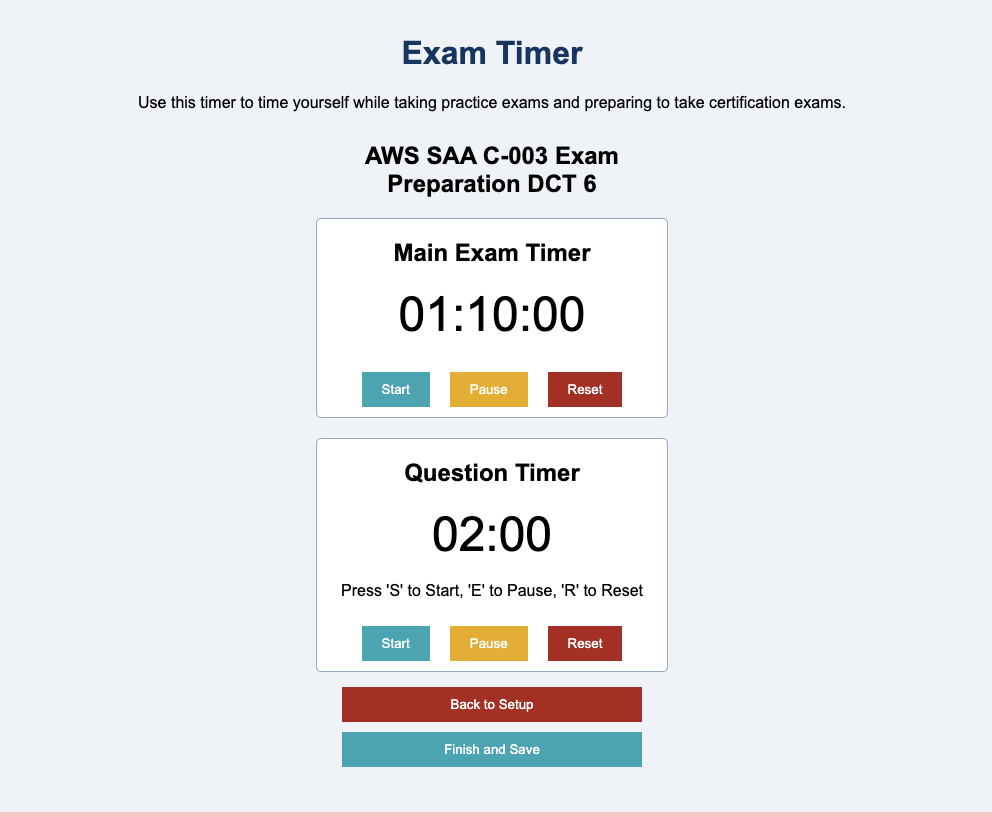 Exam Timer
Use this timer to time yourself while taking practice exams and preparing to take certification exams.
AWS SAA C-003 Exam
Preparation DCT 6
Main Exam Timer
01:10:00
Start Pause Reset
Question Timer
02:00
Press 'S' to Start, 'E' to Pause, 'R' to Reset
Start Pause Reset
Back to Setup
Finish and Save